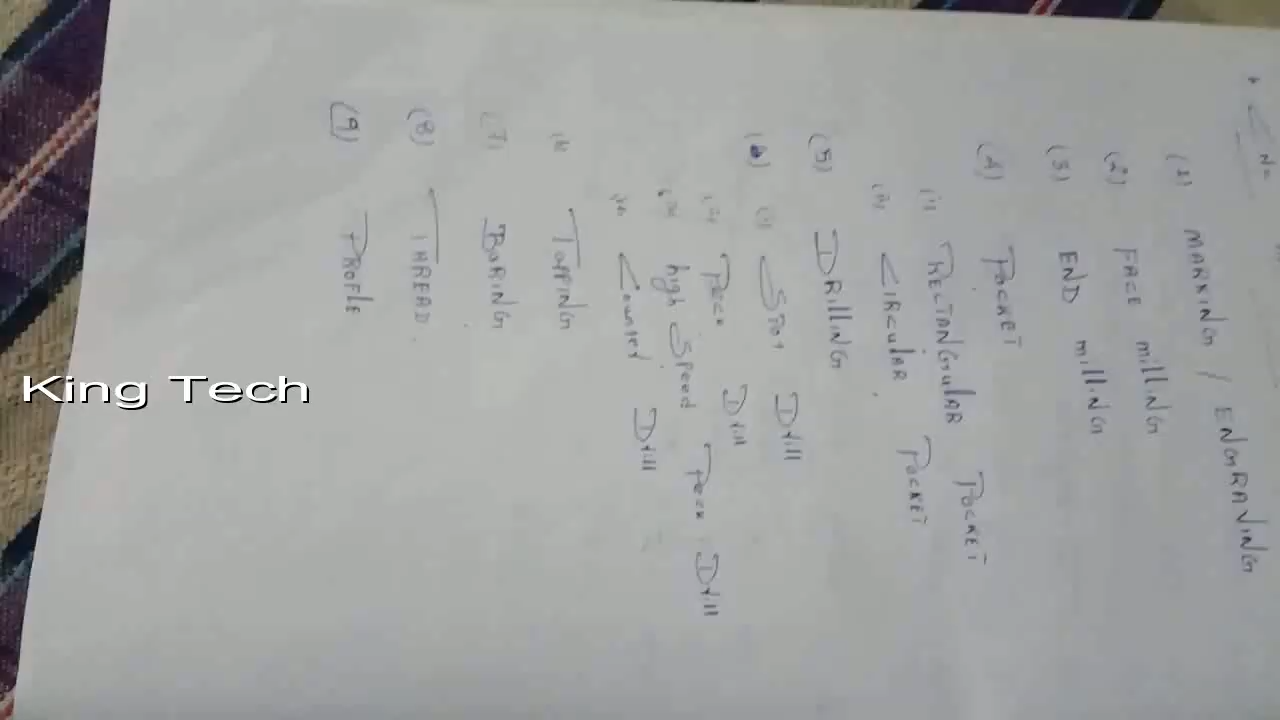 (1) MARKING / ENGRAVING
(2) FACE milliNG
(3) END milliNG
(4) POCKET
(i) RECTANGulAR POCKET
(ii) CIRculAR POCKET
(5) DRilliNG
(6) (i) SPOT Drill
(ii) PECK Drill
(iii) high SPeed Peck Drill
(iv) Counter Drill
TAPPING
(7) BORING
(8) THREAD
(9) PROFLE
King Tech